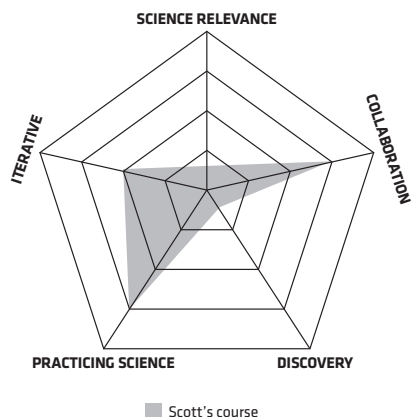 SCIENCE RELEVANCE
COLLABORATION
ITERATIVE
PRACTICING SCIENCE
DISCOVERY
Scott's course